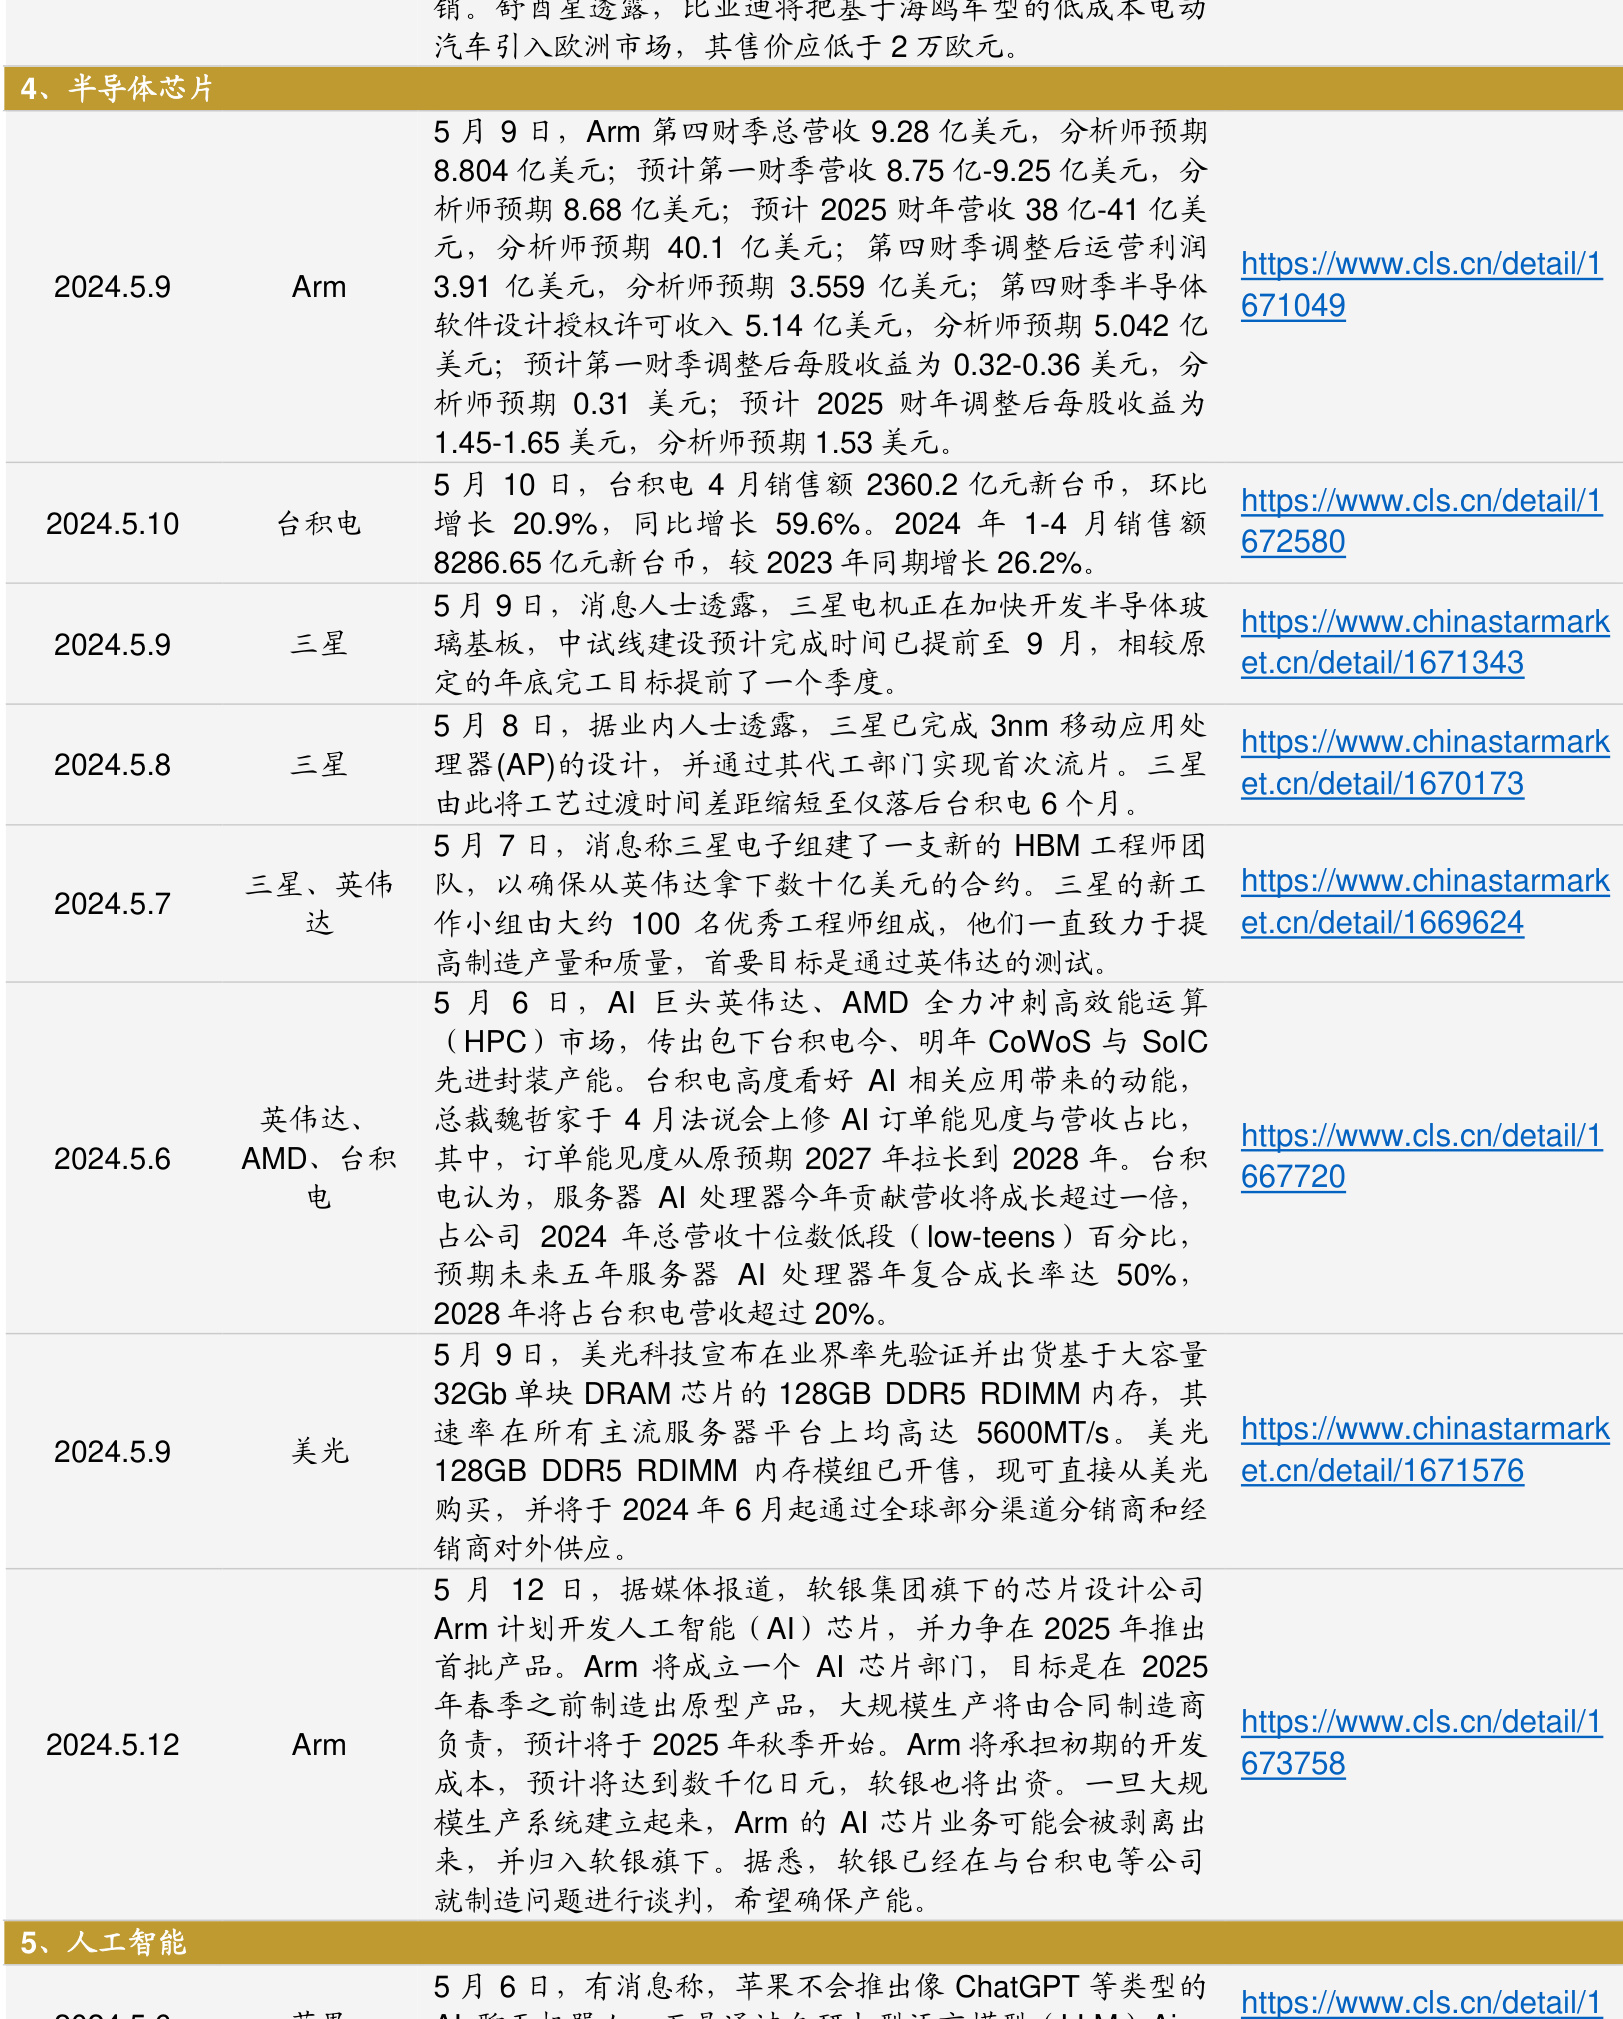 销。舒酉星透露，比亚迪将把基于海鸥车型的低成本电动
汽车引入欧洲市场，其售价应低于 2 万欧元。
4、半导体芯片
2024.5.9
Arm
5 月 9 日，Arm 第四财季总营收 9.28 亿美元，分析师预期
8.804 亿美元；预计第一财季营收 8.75 亿-9.25 亿美元，分
析师预期 8.68 亿美元；预计 2025 财年营收 38 亿-41 亿美
元，分析师预期 40.1 亿美元；第四财季调整后运营利润
3.91 亿美元，分析师预期 3.559 亿美元；第四财季半导体
软件设计授权许可收入 5.14 亿美元，分析师预期 5.042 亿
美元；预计第一财季调整后每股收益为 0.32-0.36 美元，分
析师预期 0.31 美元；预计 2025 财年调整后每股收益为
1.45-1.65 美元，分析师预期 1.53 美元。
https://www.cls.cn/detail/1
671049
2024.5.10
台积电
5 月 10 日，台积电 4 月销售额 2360.2 亿元新台币，环比
增长 20.9%，同比增长 59.6%。2024 年 1-4 月销售额
8286.65 亿元新台币，较 2023 年同期增长 26.2%。
https://www.cls.cn/detail/1
672580
2024.5.9
三星
5 月 9 日，消息人士透露，三星电机正在加快开发半导体玻
璃基板，中试线建设预计完成时间已提前至 9 月，相较原
定的年底完工目标提前了一个季度。
https://www.chinastarmark
et.cn/detail/1671343
2024.5.8
三星
5 月 8 日，据业内人士透露，三星已完成 3nm 移动应用处
理器(AP)的设计，并通过其代工部门实现首次流片。三星
由此将工艺过渡时间差距缩短至仅落后台积电 6 个月。
https://www.chinastarmark
et.cn/detail/1670173
2024.5.7
三星、英伟
达
5 月 7 日，消息称三星电子组建了一支新的 HBM 工程师团
队，以确保从英伟达拿下数十亿美元的合约。三星的新工
作小组由大约 100 名优秀工程师组成，他们一直致力于提
高制造产量和质量，首要目标是通过英伟达的测试。
https://www.chinastarmark
et.cn/detail/1669624
2024.5.6
英伟达、
AMD、台积
电
5 月 6 日，AI 巨头英伟达、AMD 全力冲刺高效能运算
（HPC）市场，传出包下台积电今、明年 CoWoS 与 SoIC
先进封装产能。台积电高度看好 AI 相关应用带来的动能，
总裁魏哲家于 4 月法说会上修 AI 订单能见度与营收占比，
其中，订单能见度从原预期 2027 年拉长到 2028 年。台积
电认为，服务器 AI 处理器今年贡献营收将成长超过一倍，
占公司 2024 年总营收十位数低段（low-teens）百分比，
预期未来五年服务器 AI 处理器年复合成长率达 50%，
2028 年将占台积电营收超过 20%。
https://www.cls.cn/detail/1
667720
2024.5.9
美光
5 月 9 日，美光科技宣布在业界率先验证并出货基于大容量
32Gb 单块 DRAM 芯片的 128GB DDR5 RDIMM 内存，其
速率在所有主流服务器平台上均高达 5600MT/s。美光
128GB DDR5 RDIMM 内存模组已开售，现可直接从美光
购买，并将于 2024 年 6 月起通过全球部分渠道分销商和经
销商对外供应。
https://www.chinastarmark
et.cn/detail/1671576
2024.5.12
Arm
5 月 12 日，据媒体报道，软银集团旗下的芯片设计公司
Arm 计划开发人工智能（AI）芯片，并力争在 2025 年推出
首批产品。Arm 将成立一个 AI 芯片部门，目标是在 2025
年春季之前制造出原型产品，大规模生产将由合同制造商
负责，预计将于 2025 年秋季开始。Arm 将承担初期的开发
成本，预计将达到数千亿日元，软银也将出资。一旦大规
模生产系统建立起来，Arm 的 AI 芯片业务可能会被剥离出
来，并归入软银旗下。据悉，软银已经在与台积电等公司
就制造问题进行谈判，希望确保产能。
https://www.cls.cn/detail/1
673758
5、人工智能
5 月 6 日，有消息称，苹果不会推出像 ChatGPT 等类型的
https://www.cls.cn/detail/1